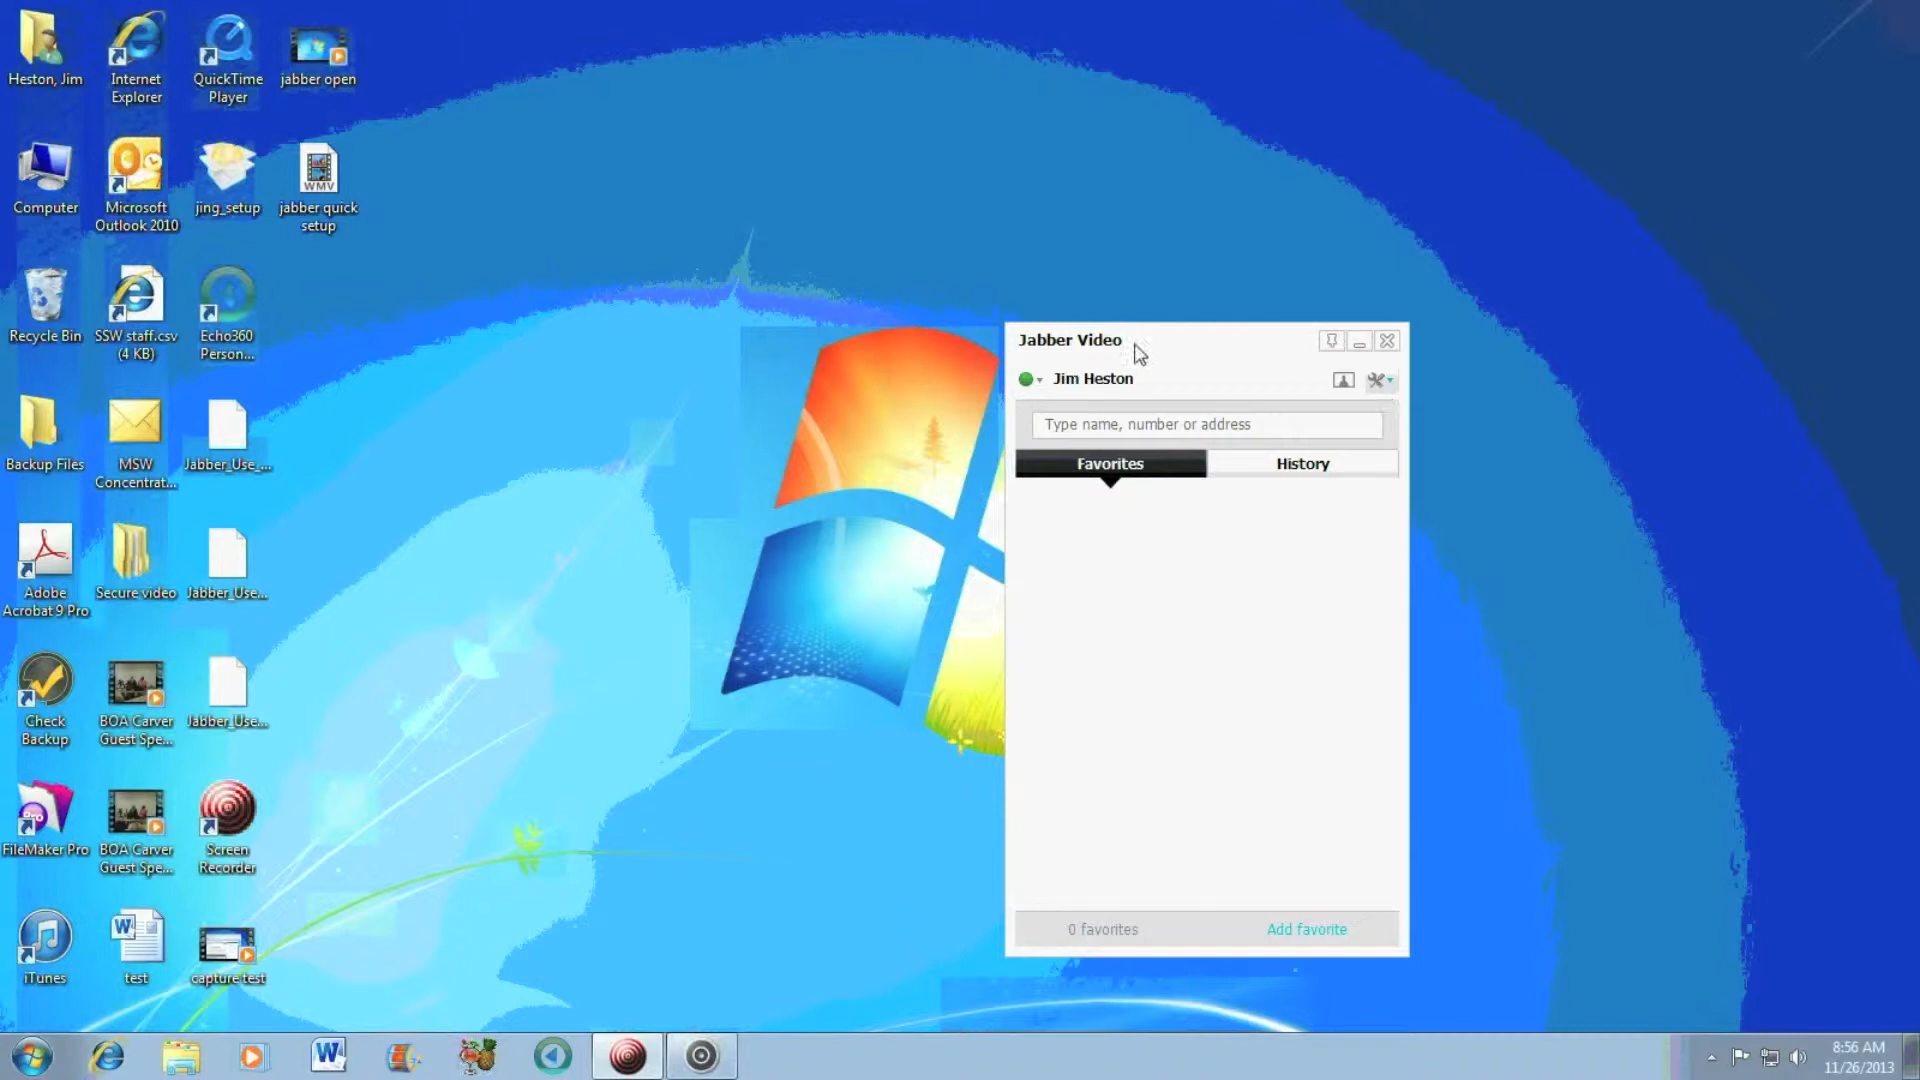 Heston, Jim
Internet
Explorer
QuickTime
Player
jabber open
Computer
Microsoft
Outlook 2010
jing_setup
WMV
jabber quick
setup
Recycle Bin
SSW staff.csv
(4 KB)
Echo360
Person...
Backup Files
MSW
Concentrat...
Jabber_Use_...
Adobe
Acrobat 9 Pro
Secure video
Jabber_Use...
Check
Backup
BOA Carver
Guest Spe...
Jabber_Use...
Pro
FileMaker Pro
BOA Carver
Guest Spe...
Screen
Recorder
iTunes
test
capture test
Jabber Video
Jim Heston
Type name, number or address
Favorites
History
0 favorites
Add favorite
8:56 AM
11/26/2013